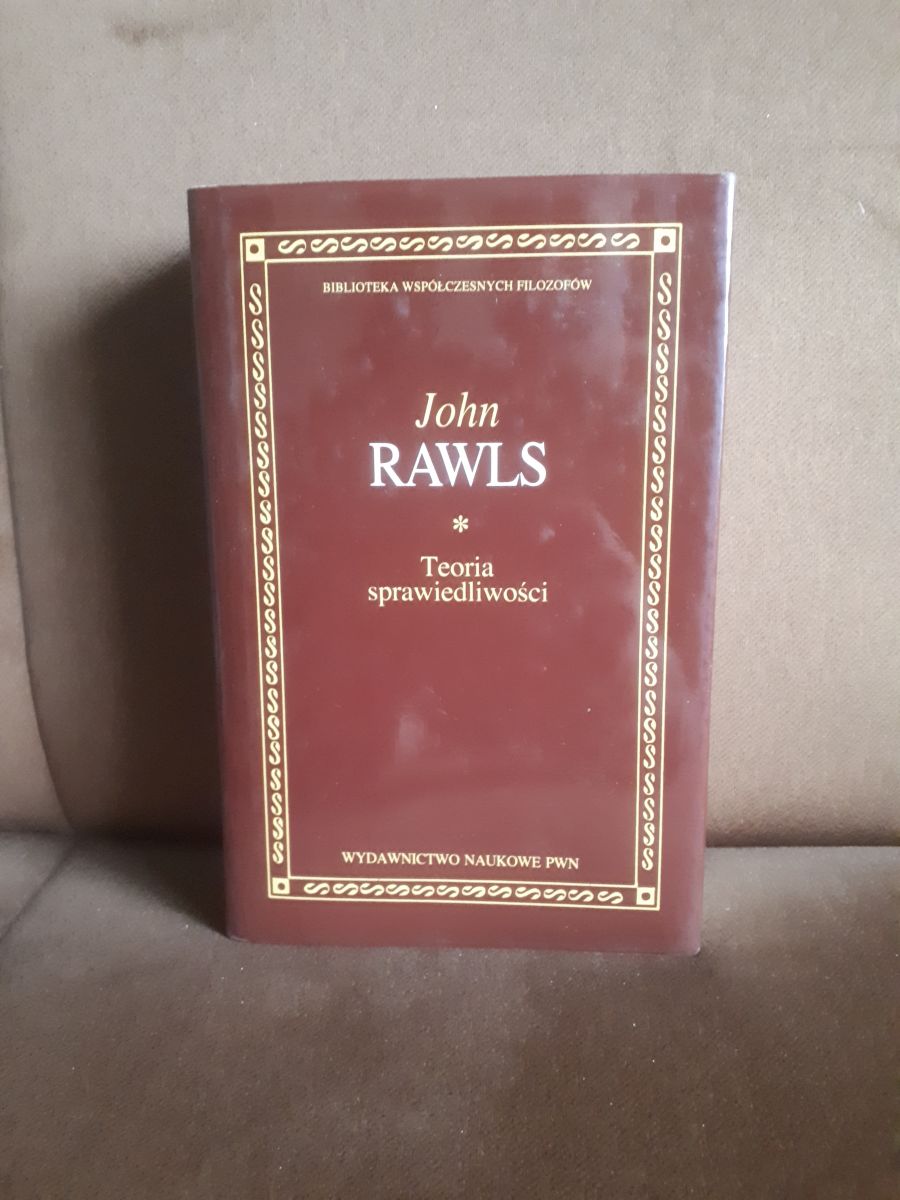 BIBLIOTEKA WSPÓŁCZESNYCH FILOZOFÓW
John
RAWLS
*
Teoria
sprawiedliwości
WYDAWNICTWO NAUKOWE PWN